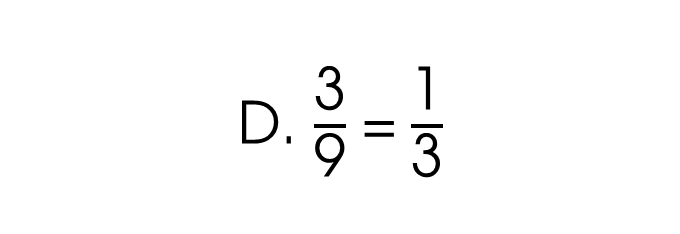 D. 3/9 = 1/3